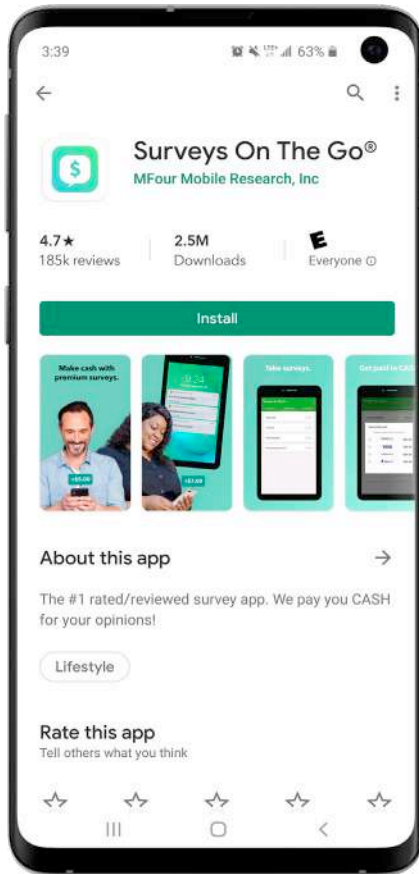 3:39
LTE+
63%
Surveys On The Go®
MFour Mobile Research, Inc
4.7★
185k reviews
2.5M
Downloads
E
Everyone
Install
Make cash with
premium surveys.
Take surveys.
Get paid in CAS
About this app
The #1 rated/reviewed survey app. We pay you CASH
for your opinions!
Lifestyle
Rate this app
Tell others what you think